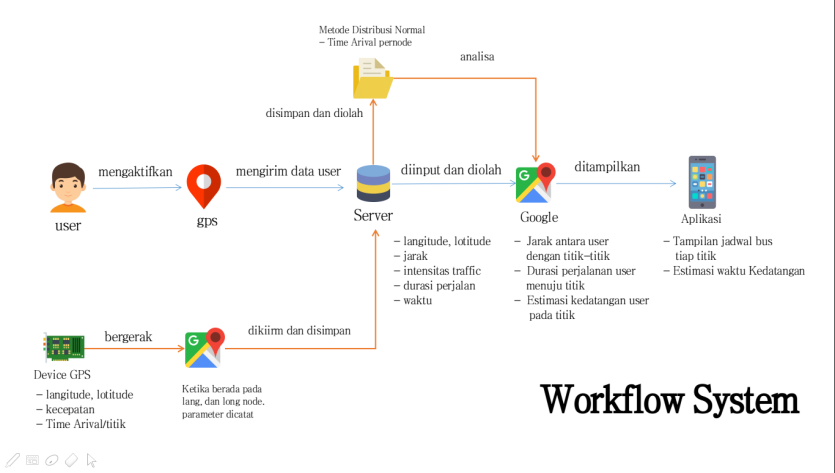 Metode Distribusi Normal
– Time Arival pernode
analisa
disimpan dan diolah
mengaktifkan
mengirim data user
diinput dan diolah
ditampilkan
user
gps
Server
Google
Aplikasi
– langitude, lotitude
– jarak
– intensitas traffic
– durasi perjalan
– waktu
– Jarak antara user
dengan titik-titik
– Durasi perjalanan user
menuju titik
– Estimasi kedatangan user
pada titik
– Tampilan jadwal bus
tiap titik
– Estimasi waktu Kedatangan
bergerak
dikiirm dan disimpan
Device GPS
– langitude, lotitude
– kecepatan
– Time Arival/titik
Ketika berada pada
lang, dan long node.
parameter dicatat
Workflow System